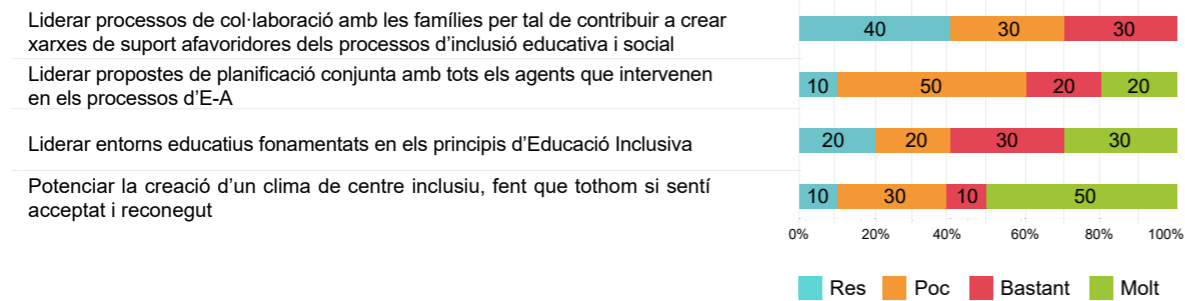 Liderar processos de col·laboració amb les famílies per tal de contribuir a crear
xarxes de suport afavoridores dels processos d’inclusió educativa i social
40 30 30
Liderar propostes de planificació conjunta amb tots els agents que intervenen
en els processos d’E-A
10 50 20 20
Liderar entorns educatius fonamentats en els principis d’Educació Inclusiva
20 20 30 30
Potenciar la creació d’un clima de centre inclusiu, fent que tothom si sentí
acceptat i reconegut
10 30 10 50
0% 20% 40% 60% 80% 100%
Res Poc Bastant Molt